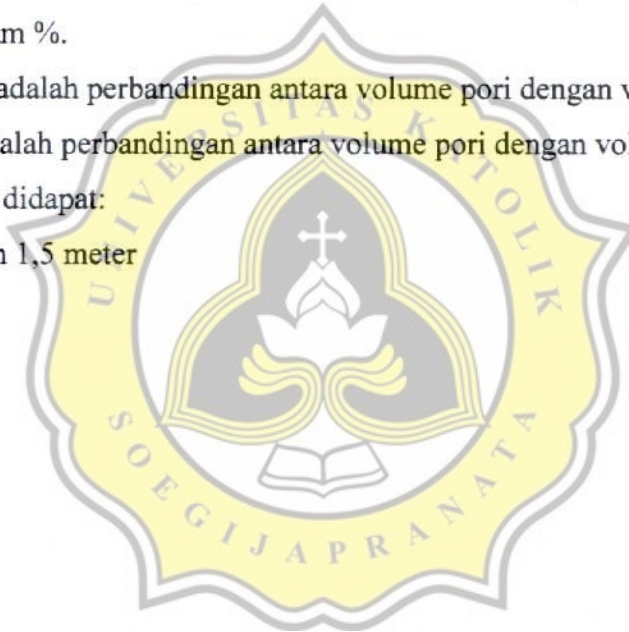 am %.
adalah perbandingan antara volume pori dengan v
alah perbandingan antara volume pori dengan vol
didapat:
n 1,5 meter
UNIVERSITAS KATOLIK
SOEGIJAPRANATA